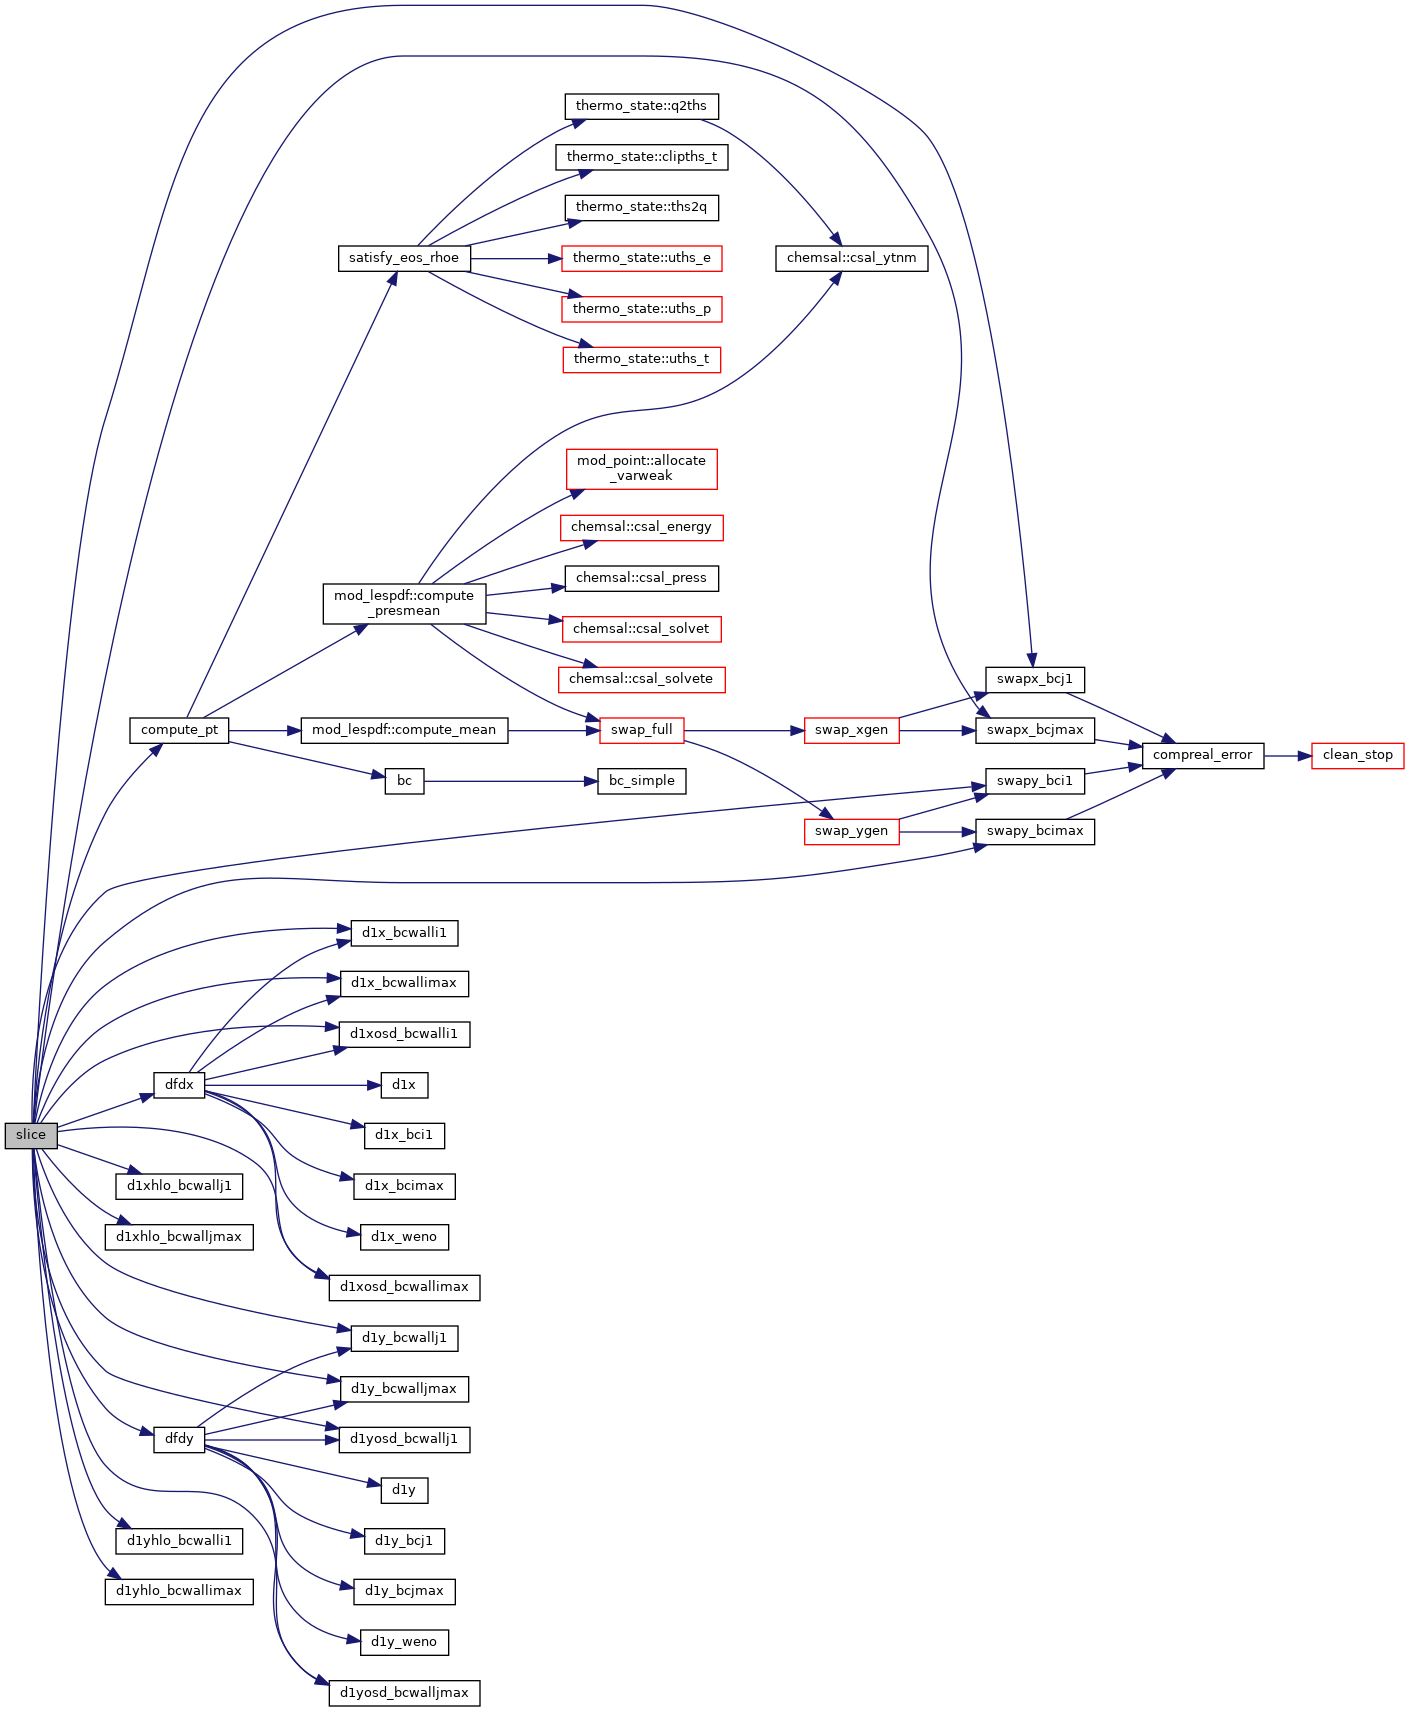 thermo_state::q2ths
thermo_state::clipths_t
thermo_state::ths2q
satisfy_eos_rhoe
thermo_state::uths_e
chemsal::csal_ytnm
thermo_state::uths_p
thermo_state::uths_t
mod_point::allocate
_varweak
chemsal::csal_energy
chemsal::csal_press
mod_lespdf::compute
_presmean
chemsal::csal_solvet
chemsal::csal_solvete
swapx_bcj1
compute_pt
mod_lespdf::compute_mean
swap_full
swap_xgen
swapx_bcjmax
compreal_error
clean_stop
bc
bc_simple
swapy_bci1
swap_ygen
swapy_bcimax
d1x_bcwalli1
d1x_bcwallimax
d1xosd_bcwalli1
dfdx
d1x
slice
d1x_bci1
d1xhlo_bcwallj1
d1x_bcimax
d1xhlo_bcwalljmax
d1x_weno
d1xosd_bcwallimax
d1y_bcwallj1
d1y_bcwalljmax
dfdy
d1yosd_bcwallj1
d1y
d1yhlo_bcwalli1
d1y_bcj1
d1yhlo_bcwallimax
d1y_bcjmax
d1y_weno
d1yosd_bcwalljmax